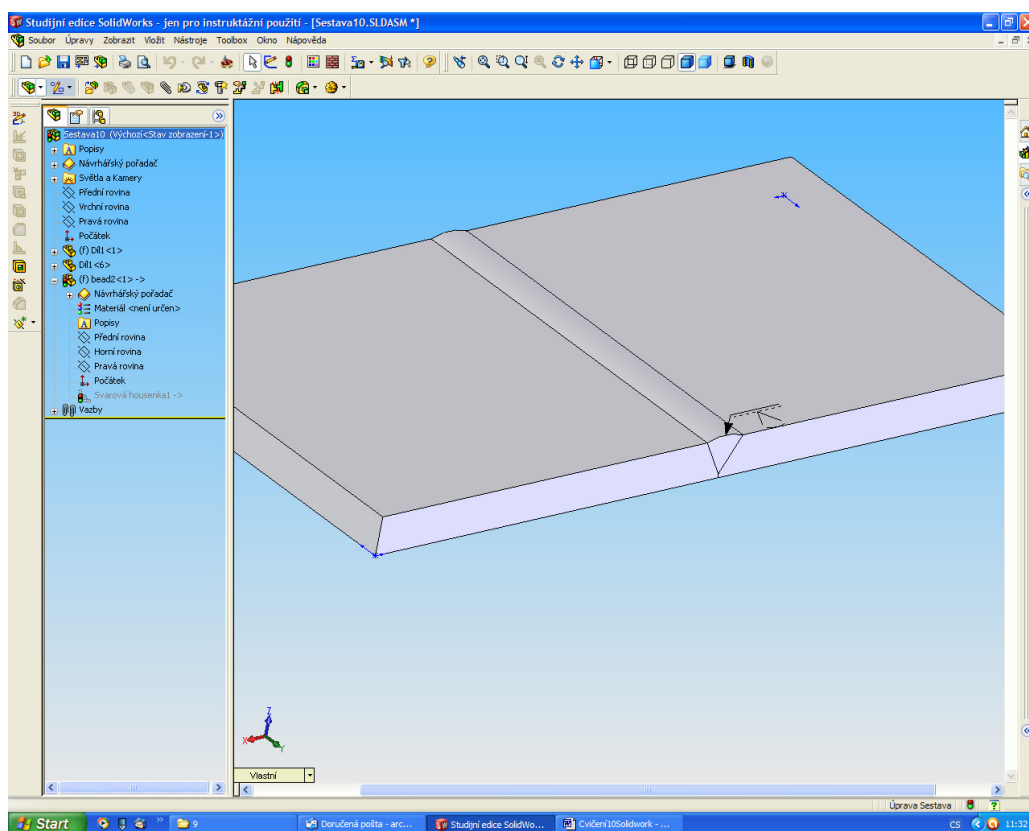 Studijní edice SolidWorks - jen pro instruktážní použití - [Sestava10.SLDASM *]
Soubor Úpravy Zobrazit Vložit Nástroje Toolbox Okno Nápověda
Sestava10 (Výchozí<Stav zobrazení-1>)
A Popisy
Návrhářský pořadač
Světla a Kamery
Přední rovina
Vrchní rovina
Pravá rovina
Počátek
(f) Díl1<1>
Díl1<6>
(f) bead2<1> ->
Návrhářský pořadač
Materiál <není určen>
A Popisy
Přední rovina
Horní rovina
Pravá rovina
Počátek
Svarová housenka1 ->
Vazby
Z
X
Y
Vlastní
Úprava Sestava
Start
9
Doručená pošta - arc...
Studijní edice SolidWo...
Cvičení10Solidwork - ...
CS
11:32